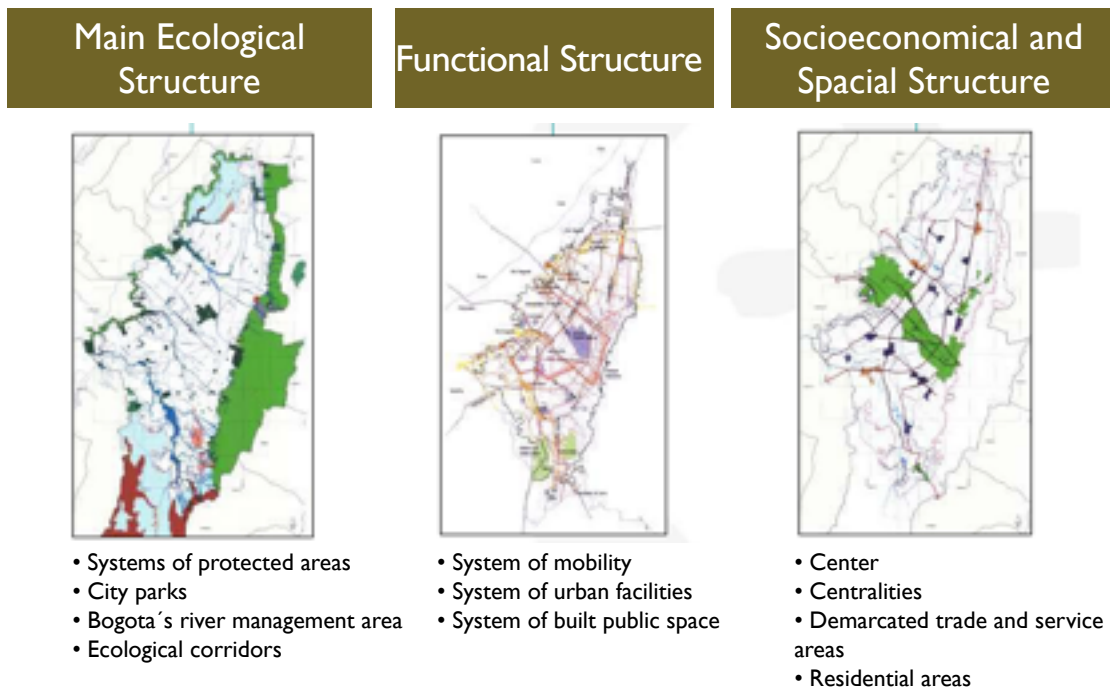 Main Ecological
Structure
Functional Structure
Socioeconomical and
Spacial Structure
• Systems of protected areas
• City parks
• Bogota´s river management area
• Ecological corridors
• System of mobility
• System of urban facilities
• System of built public space
• Center
• Centralities
• Demarcated trade and service
areas
• Residential areas